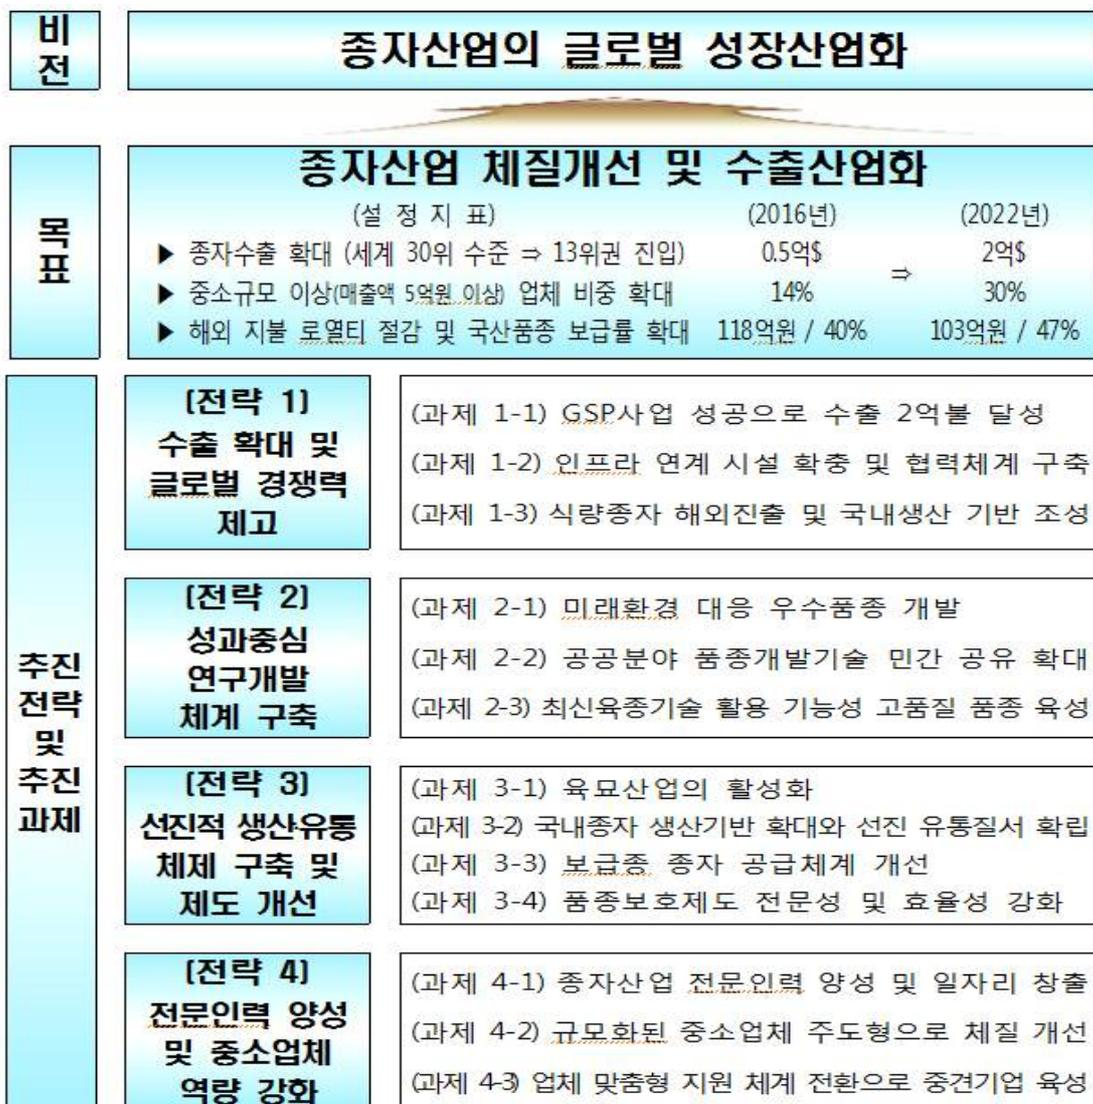 비전
종자산업의 글로벌 성장산업화
목표
종자산업 체질개선 및 수출산업화
(설 정 지 표) (2016년) (2022년)
▶ 종자수출 확대 (세계 30위 수준 ⇒ 13위권 진입) 0.5억$ ⇒ 2억$
▶ 중소규모 이상(매출액 5억원 이상) 업체 비중 확대 14% 30%
▶ 해외 지불 로열티 절감 및 국산품종 보급률 확대 118억원 / 40% 103억원 / 47%
추진
전략
및
추진
과제
(전략 1)
수출 확대 및
글로벌 경쟁력
제고
(과제 1-1) GSP사업 성공으로 수출 2억불 달성
(과제 1-2) 인프라 연계 시설 확충 및 협력체계 구축
(과제 1-3) 식량종자 해외진출 및 국내생산 기반 조성
(전략 2)
성과중심
연구개발
체계 구축
(과제 2-1) 미래환경 대응 우수품종 개발
(과제 2-2) 공공분야 품종개발기술 민간 공유 확대
(과제 2-3) 최신육종기술 활용 기능성 고품질 품종 육성
(전략 3)
선진적 생산유통
체제 구축 및
제도 개선
(과제 3-1) 육묘산업의 활성화
(과제 3-2) 국내종자 생산기반 확대와 선진 유통질서 확립
(과제 3-3) 보급종 종자 공급체계 개선
(과제 3-4) 품종보호제도 전문성 및 효율성 강화
(전략 4)
전문인력 양성
및 중소업체
역량 강화
(과제 4-1) 종자산업 전문인력 양성 및 일자리 창출
(과제 4-2) 규모화된 중소업체 주도형으로 체질 개선
(과제 4-3) 업체 맞춤형 지원 체계 전환으로 중견기업 육성